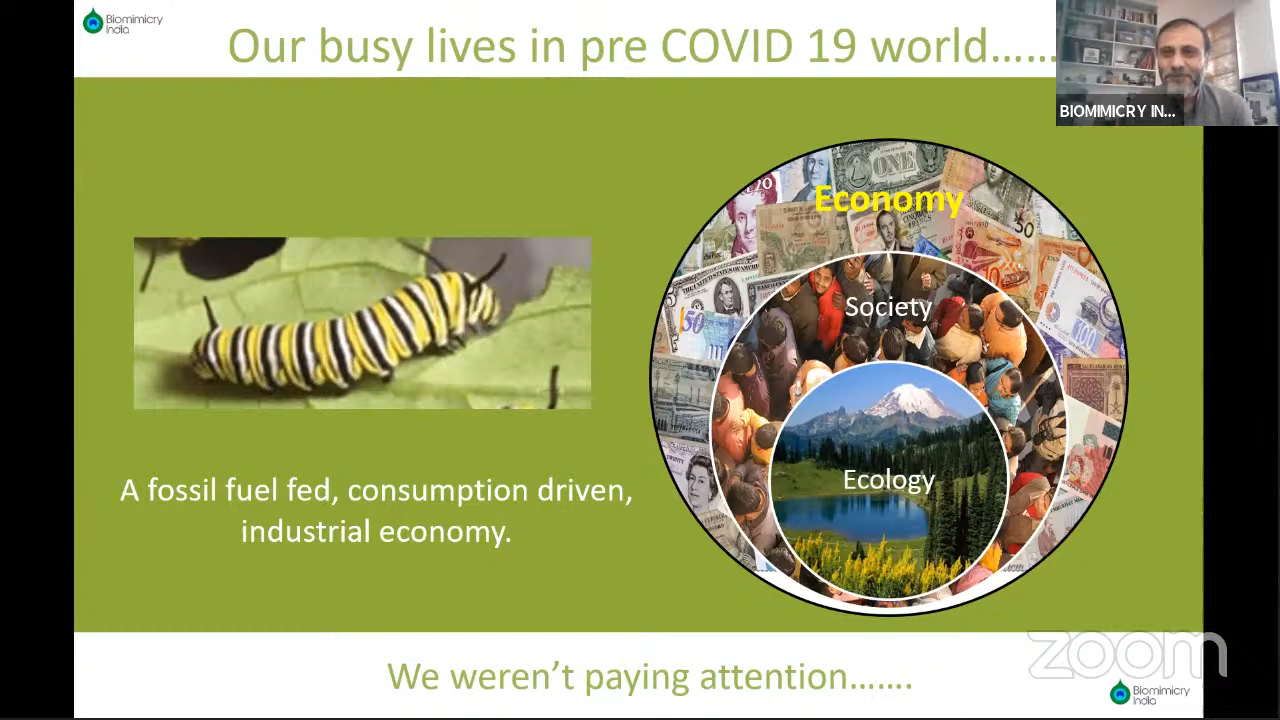 Biomimicry
India
Our busy lives in pre COVID 19 world……
BIOMIMICRY IN...
Economy
Society
Ecology
A fossil fuel fed, consumption driven,
industrial economy.
We weren’t paying attention…….
zoom
Biomimicry
India